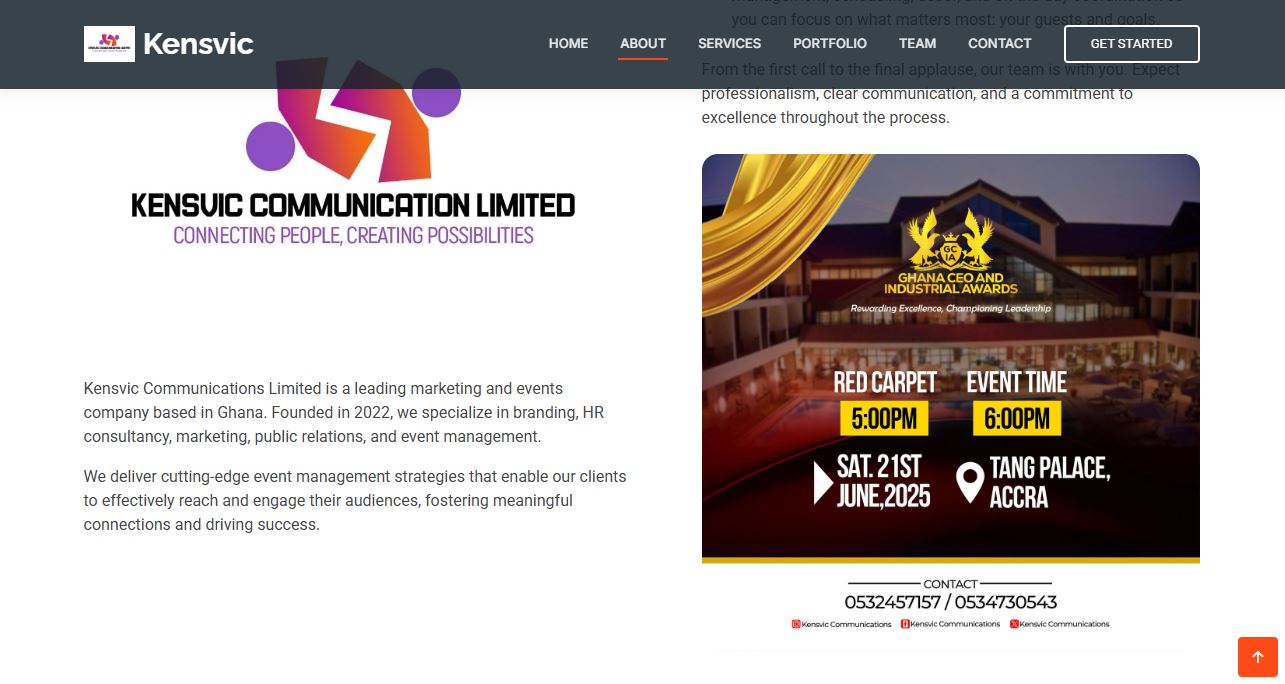 Kensvic
HOME
ABOUT
SERVICES
PORTFOLIO
TEAM
CONTACT
GET STARTED
KENSVIC COMMUNICATION LIMITED
CONNECTING PEOPLE, CREATING POSSIBILITIES
Kensvic Communications Limited is a leading marketing and events
company based in Ghana. Founded in 2022, we specialize in branding, HR
consultancy, marketing, public relations, and event management.
We deliver cutting-edge event management strategies that enable our clients
to effectively reach and engage their audiences, fostering meaningful
connections and driving success.
you can focus on what matters most: your guests and goals.
From the first call to the final applause, our team is with you. Expect
professionalism, clear communication, and a commitment to
excellence throughout the process.
GC
IA
GHANA CEO AND
INDUSTRIAL AWARDS
Rewarding Excellence, Championing Leadership
RED CARPET
5:00PM
EVENT TIME
6:00PM
SAT. 21ST
JUNE,2025
TANG PALACE,
ACCRA
CONTACT
0532457157 / 0534730543
Kensvic Communications
Kensvic Communications
Kensvic Communications